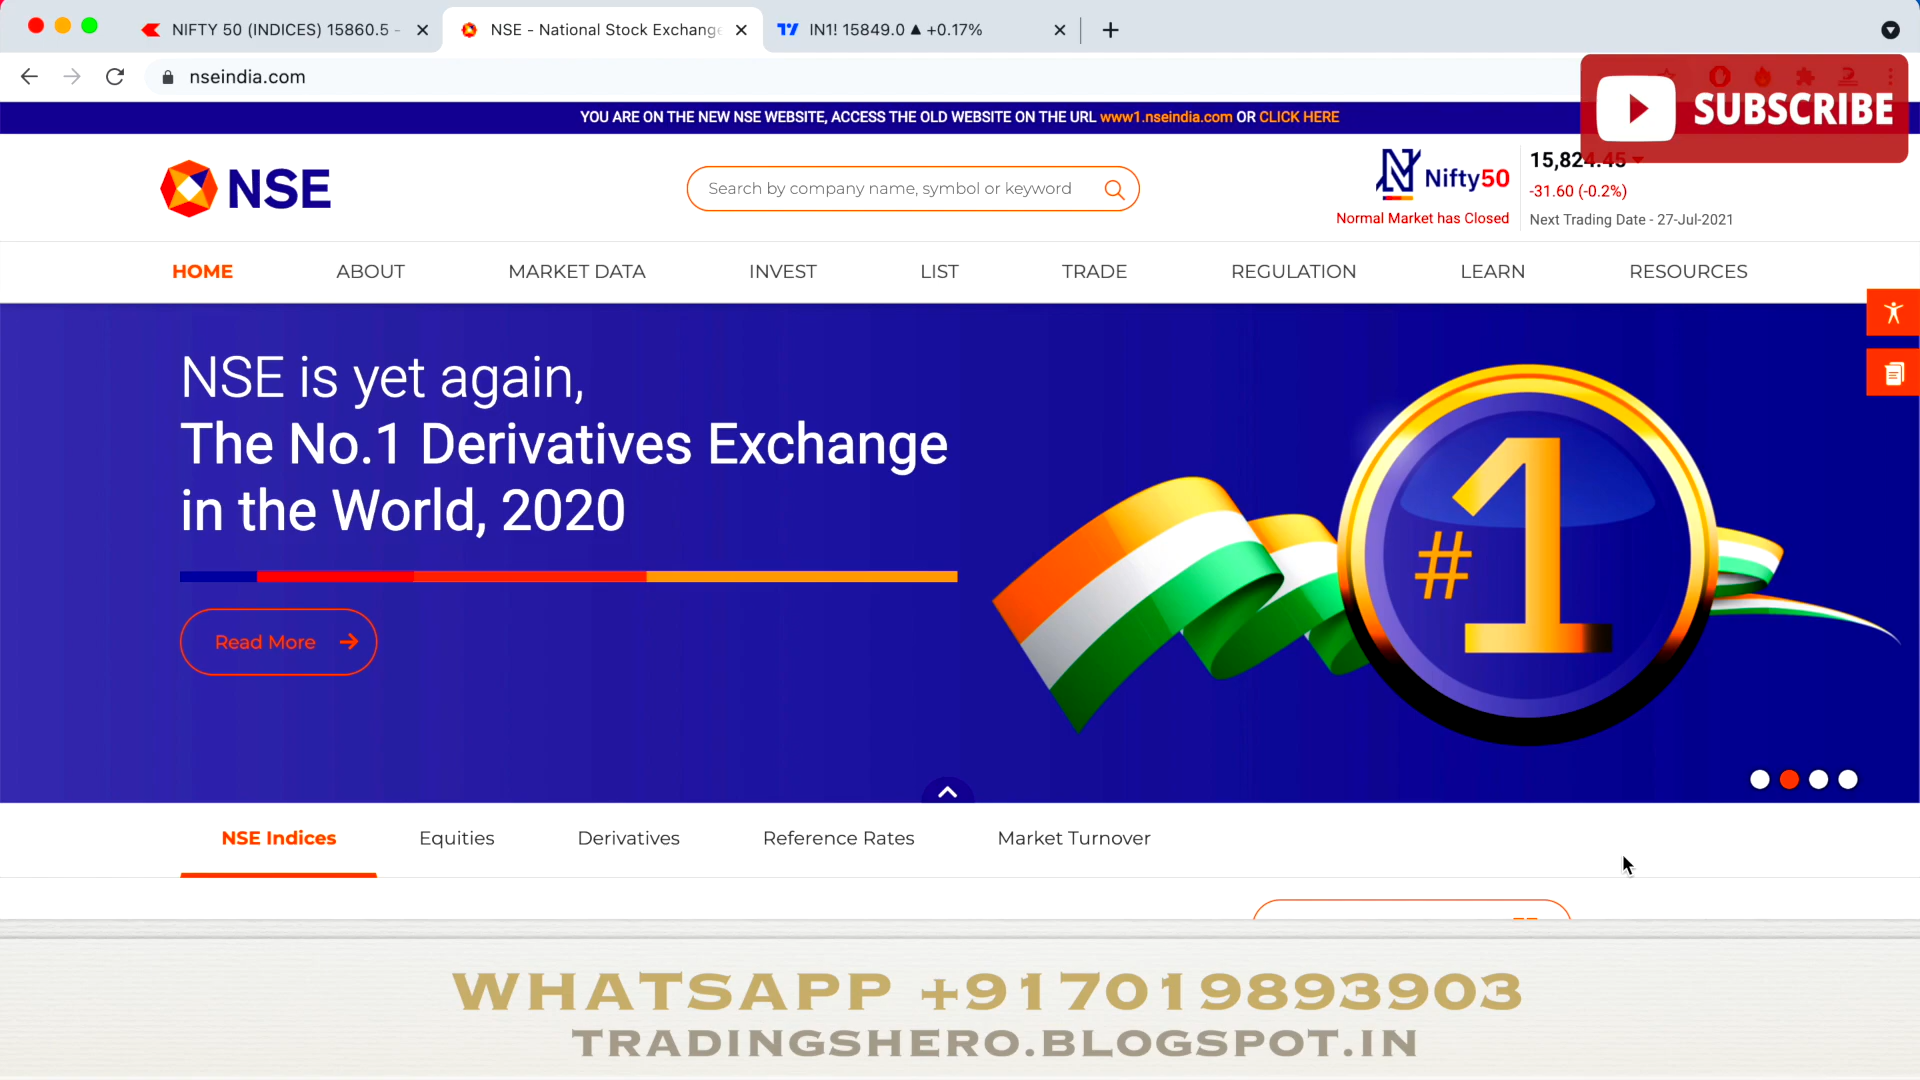 NIFTY 50 (INDICES) 15860.5 -
NSE - National Stock Exchange
IN1! 15849.0 ▲ +0.17%
nseindia.com
SUBSCRIBE
YOU ARE ON THE NEW NSE WEBSITE, ACCESS THE OLD WEBSITE ON THE URL www1.nseindia.com OR CLICK HERE
NSE
Search by company name, symbol or keyword
Nifty50
Normal Market has Closed
15,824.45
-31.60 (-0.2%)
Next Trading Date - 27-Jul-2021
HOME ABOUT MARKET DATA INVEST LIST TRADE REGULATION LEARN RESOURCES
NSE is yet again,
The No.1 Derivatives Exchange
in the World, 2020
#1
Read More
NSE Indices Equities Derivatives Reference Rates Market Turnover
WHATSAPP +917019893903
TRADINGSHERO.BLOGSPOT.IN